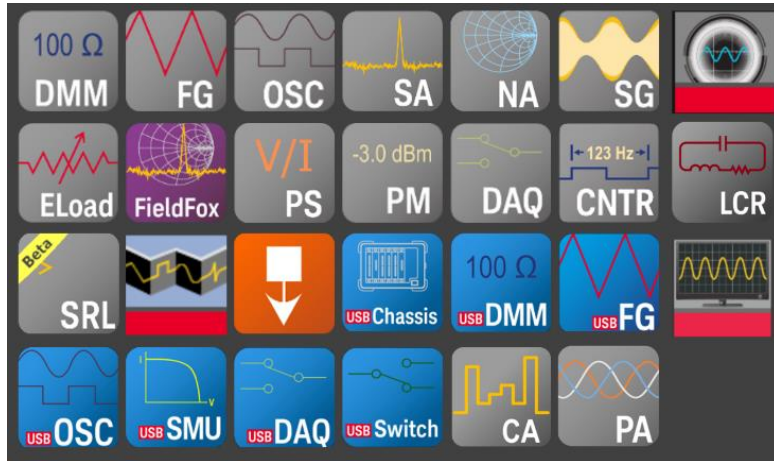 100 Ω
DMM
FG
OSC
SA
NA
SG
ELoad
FieldFox
V/I
PS
-3.0 dBm
PM
DAQ
123 Hz
CNTR
LCR
Beta
>
SRL
USB Chassis
100 Ω
USB DMM
USB FG
USB OSC
I
V
USB SMU
USB DAQ
USB Switch
CA
PA